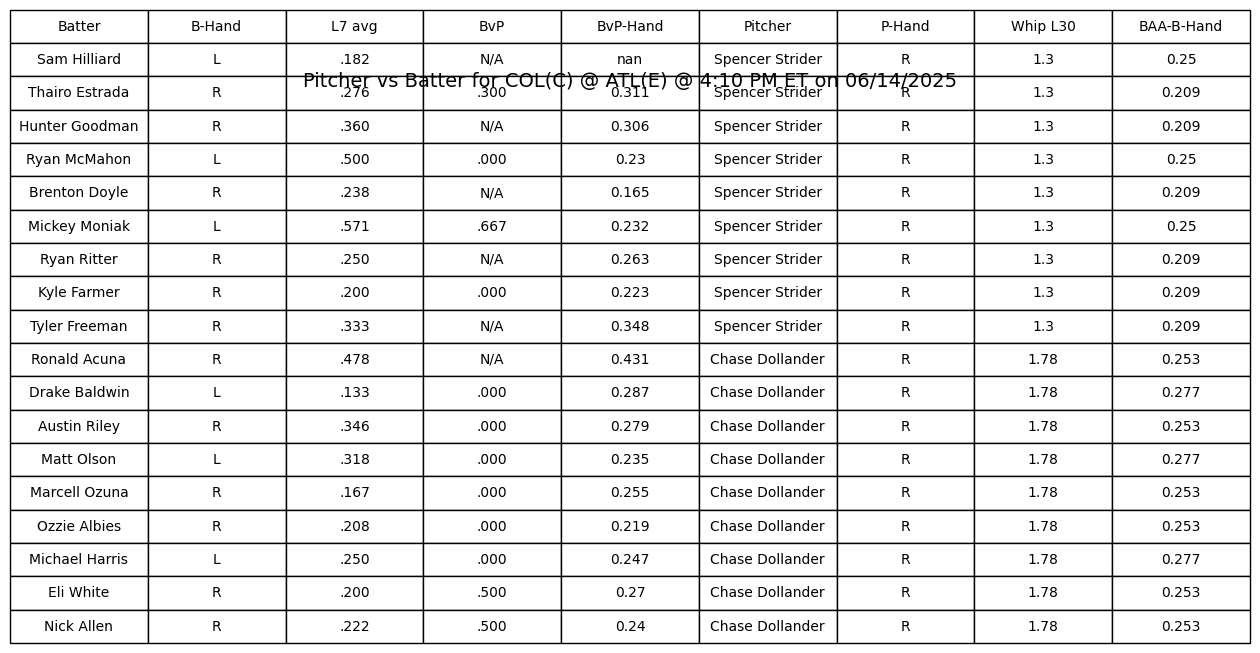 Batter B-Hand L7 avg BvP BvP-Hand Pitcher P-Hand Whip L30 BAA-B-Hand
Sam Hilliard L .182 N/A nan Spencer Strider R 1.3 0.25
Pitcher vs Batter for COL(C) @ ATL(E) @ 4:10 PM ET on 06/14/2025
Thairo Estrada R .276 .300 0.311 Spencer Strider R 1.3 0.209
Hunter Goodman R .360 N/A 0.306 Spencer Strider R 1.3 0.209
Ryan McMahon L .500 .000 0.23 Spencer Strider R 1.3 0.25
Brenton Doyle R .238 N/A 0.165 Spencer Strider R 1.3 0.209
Mickey Moniak L .571 .667 0.232 Spencer Strider R 1.3 0.25
Ryan Ritter R .250 N/A 0.263 Spencer Strider R 1.3 0.209
Kyle Farmer R .200 .000 0.223 Spencer Strider R 1.3 0.209
Tyler Freeman R .333 N/A 0.348 Spencer Strider R 1.3 0.209
Ronald Acuna R .478 N/A 0.431 Chase Dollander R 1.78 0.253
Drake Baldwin L .133 .000 0.287 Chase Dollander R 1.78 0.277
Austin Riley R .346 .000 0.279 Chase Dollander R 1.78 0.253
Matt Olson L .318 .000 0.235 Chase Dollander R 1.78 0.277
Marcell Ozuna R .167 .000 0.255 Chase Dollander R 1.78 0.253
Ozzie Albies R .208 .000 0.219 Chase Dollander R 1.78 0.253
Michael Harris L .250 .000 0.247 Chase Dollander R 1.78 0.277
Eli White R .200 .500 0.27 Chase Dollander R 1.78 0.253
Nick Allen R .222 .500 0.24 Chase Dollander R 1.78 0.253